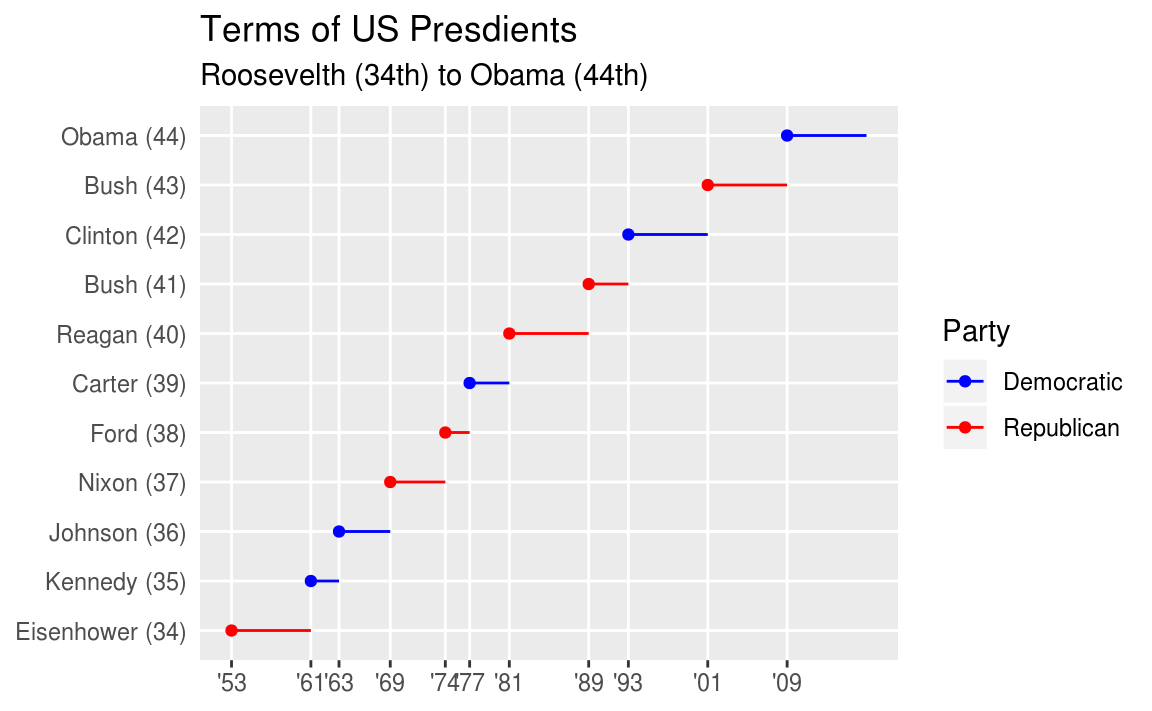 Terms of US Presdients
Roosevelth (34th) to Obama (44th)
Obama (44)
Bush (43)
Clinton (42)
Bush (41)
Reagan (40)
Carter (39)
Ford (38)
Nixon (37)
Johnson (36)
Kennedy (35)
Eisenhower (34)
'53 '61 '63 '69 '74 '77 '81 '89 '93 '01 '09
Party
Democratic
Republican